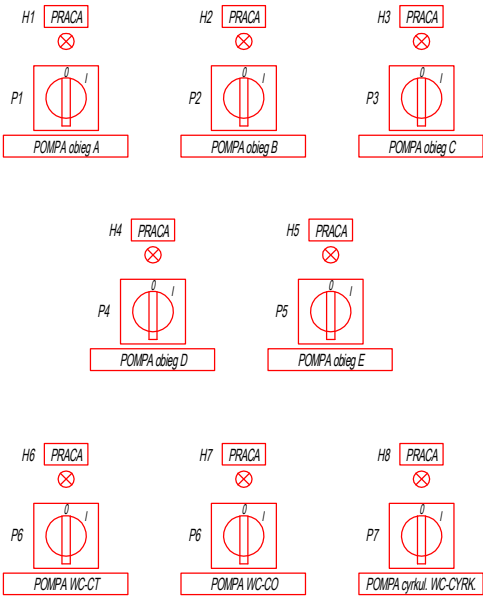 H1 PRACA H2 PRACA H3 PRACA
0 I 0 I 0 I
P1 P2 P3
POMPA obieg A POMPA obieg B POMPA obieg C
H4 PRACA H5 PRACA
0 I 0 I
P4 P5
POMPA obieg D POMPA obieg E
H6 PRACA H7 PRACA H8 PRACA
0 I 0 I 0 I
P6 P6 P7
POMPA WC-CT POMPA WC-CO POMPA cyrkul. WC-CYRK.